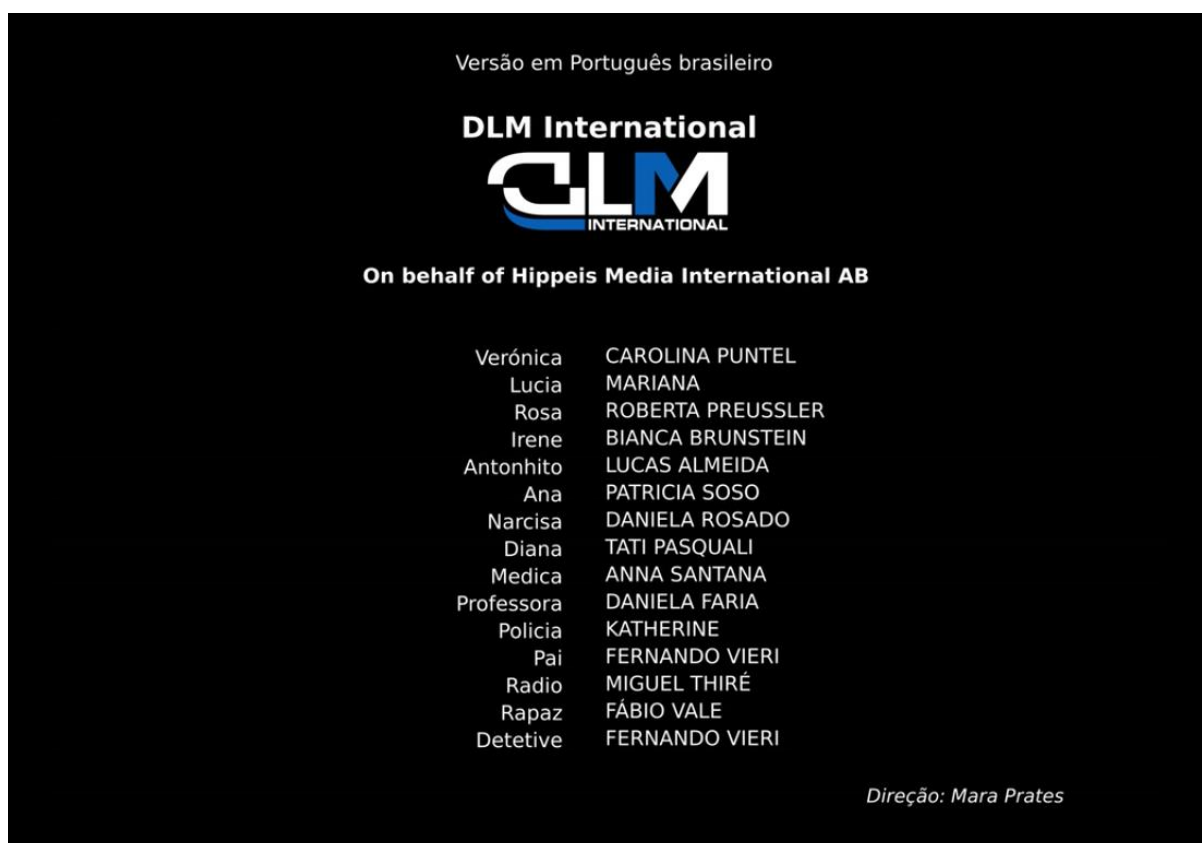 Versão em Português brasileiro
DLM International
DLM
INTERNATIONAL
On behalf of Hippeis Media International AB
Verónica CAROLINA PUNTEL
Lucia MARIANA
Rosa ROBERTA PREUSSLER
Irene BIANCA BRUNSTEIN
Antonhito LUCAS ALMEIDA
Ana PATRICIA SOSO
Narcisa DANIELA ROSADO
Diana TATI PASQUALI
Medica ANNA SANTANA
Professora DANIELA FARIA
Policia KATHERINE
Pai FERNANDO VIERI
Radio MIGUEL THIRÉ
Rapaz FÁBIO VALE
Detetive FERNANDO VIERI
Direção: Mara Prates